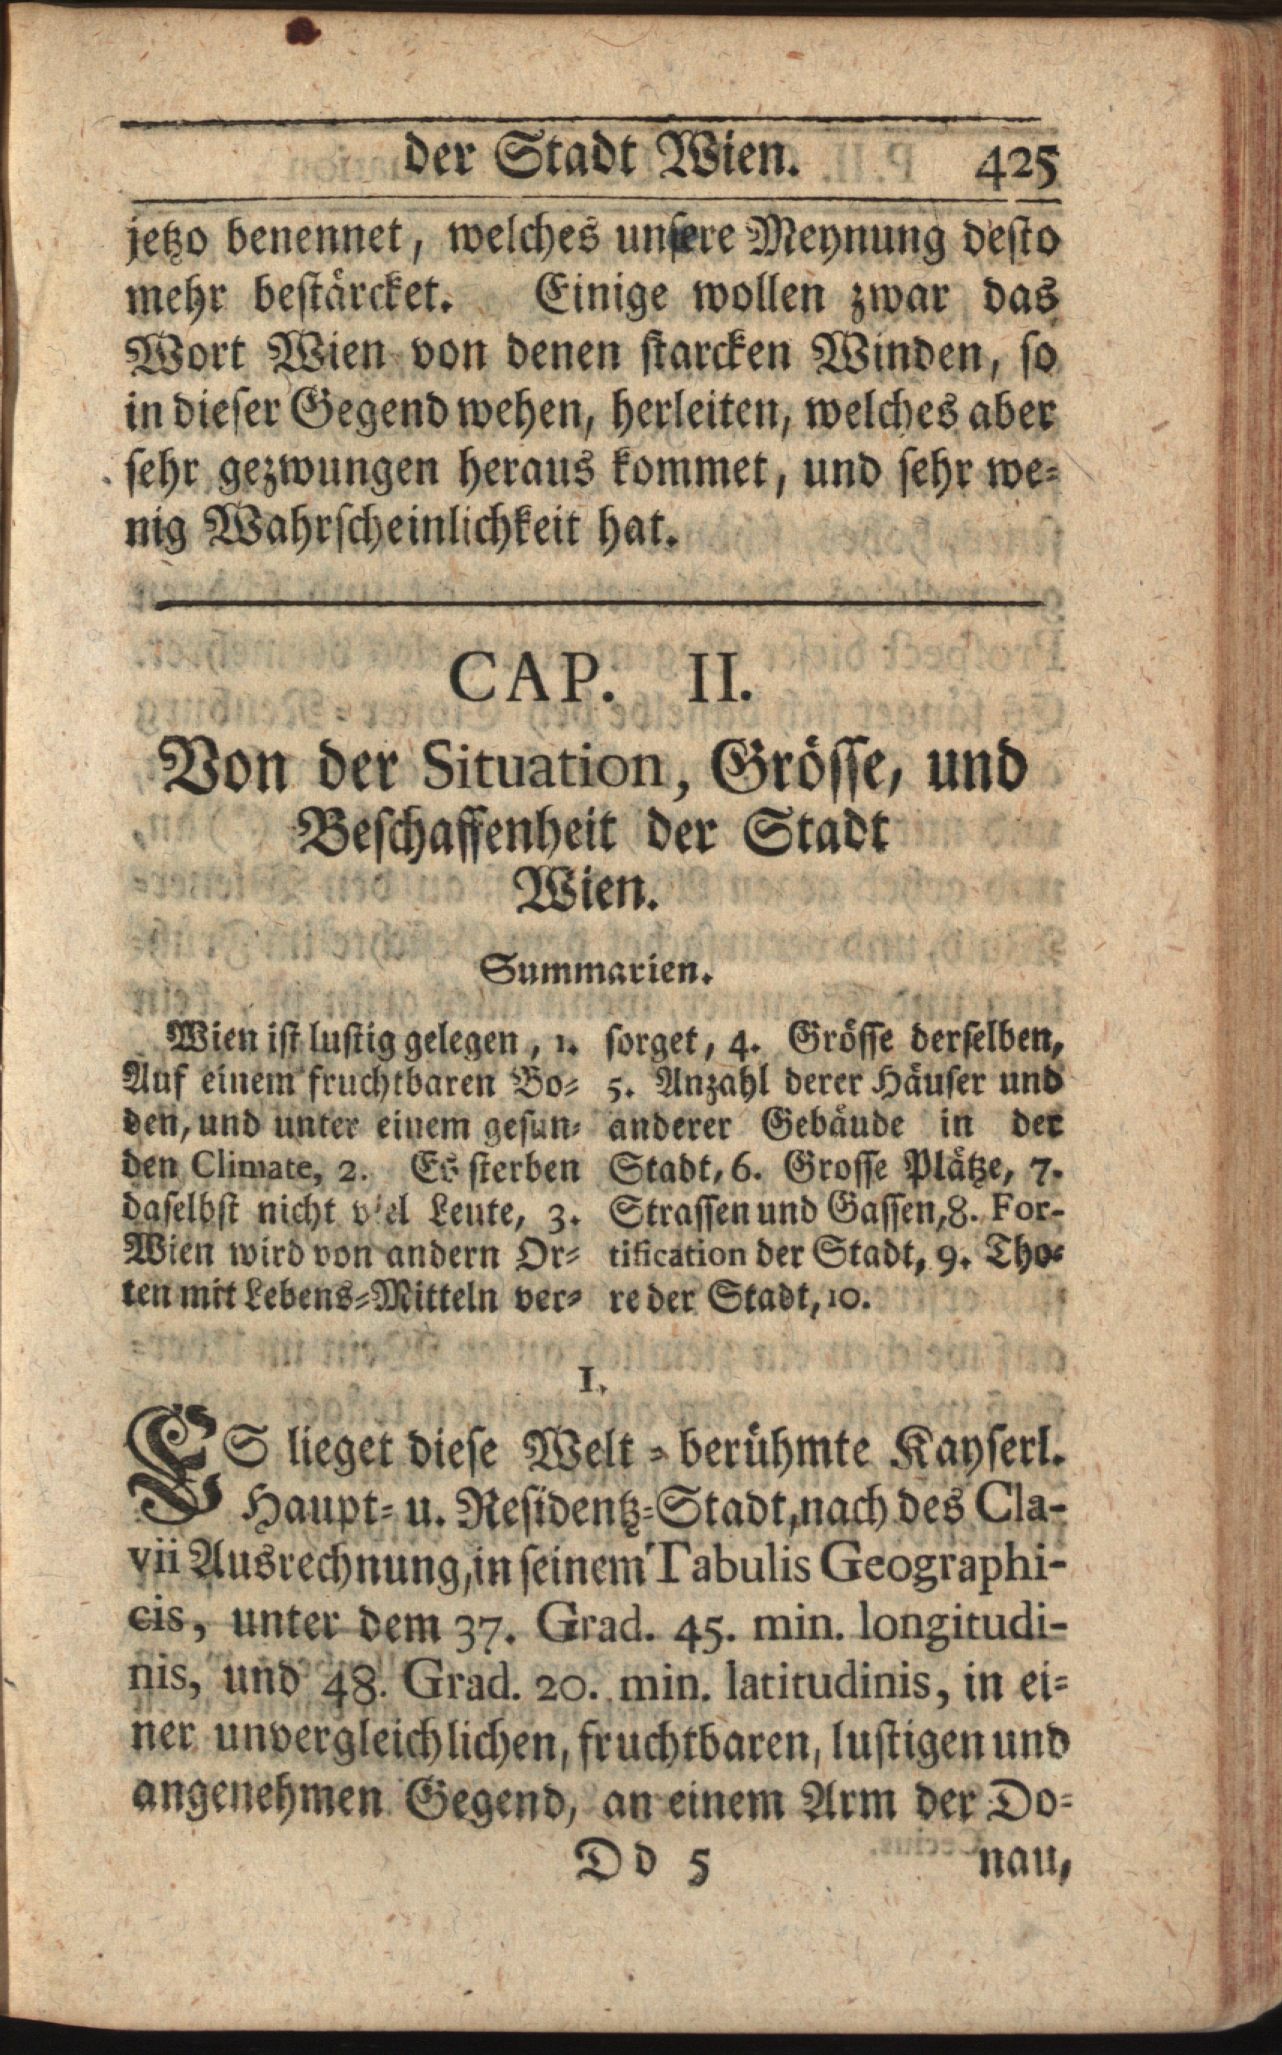 der Stadt Wien. 425
jetzo benennet, welches unsere Meynung desto
mehr bestärcket. Einige wollen zwar das
Wort Wien von denen starcken Winden, so
in dieser Gegend wehen, herleiten, welches aber
sehr gezwungen heraus kommet, und sehr we-
nig Wahrscheinlichkeit hat.
CAP. II.
Von der Situation, Grösse, und
Beschaffenheit der Stadt
Wien.
Summarien.
Wien ist lustig gelegen, 1.
Auf einem fruchtbaren Bo-
den, und unter einem gesun-
den Climate, 2. Es sterben
daselbst nicht viel Leute, 3.
Wien wird von andern Or-
ten mit Lebens-Mitteln ver-
sorget, 4. Grösse derselben,
5. Anzahl derer Häuser und
anderer Gebäude in der
Stadt, 6. Grosse Plätze, 7.
Strassen und Gassen, 8. For-
tification der Stadt, 9. Tho-
re der Stadt, 10.
1.
ES lieget diese Welt-berühmte Kayserl.
Haupt- u. Residentz-Stadt, nach des Cla-
vii Ausrechnung, in seinem Tabulis Geographi-
cis, unter dem 37. Grad. 45. min. longitudi-
nis, und 48. Grad. 20. min. latitudinis, in ei-
ner unvergleichlichen, fruchtbaren, lustigen und
angenehmen Gegend, an einem Arm der Do-
Dd 5 nau,